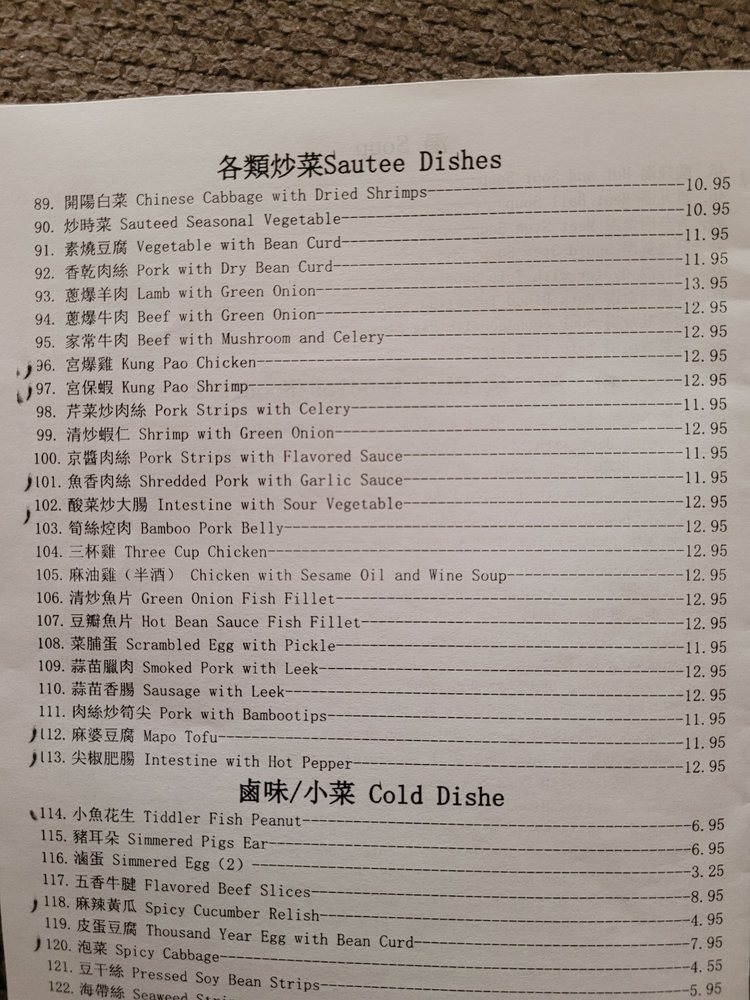 各類炒菜Sautee Dishes
89. 開陽白菜 Chinese Cabbage with Dried Shrimps--10.95
90. 炒時菜 Sauteed Seasonal Vegetable--10.95
91. 素燒豆腐 Vegetable with Bean Curd--11.95
92. 香乾肉絲 Pork with Dry Bean Curd--11.95
93. 蔥爆羊肉 Lamb with Green Onion--13.95
94. 蔥爆牛肉 Beef with Green Onion--12.95
95. 家常牛肉 Beef with Mushroom and Celery--12.95
96. 宮爆雞 Kung Pao Chicken--12.95
97. 宮保蝦 Kung Pao Shrimp--12.95
98. 芹菜炒肉絲 Pork Strips with Celery--11.95
99. 清炒蝦仁 Shrimp with Green Onion--12.95
100. 京醬肉絲 Pork Strips with Flavored Sauce--11.95
101. 魚香肉絲 Shredded Pork with Garlic Sauce--11.95
102. 酸菜炒大腸 Intestine with Sour Vegetable--12.95
103. 筍絲焢肉 Bamboo Pork Belly--12.95
104. 三杯雞 Three Cup Chicken--12.95
105. 麻油雞（半酒） Chicken with Sesame Oil and Wine Soup--12.95
106. 清炒魚片 Green Onion Fish Fillet--12.95
107. 豆瓣魚片 Hot Bean Sauce Fish Fillet--12.95
108. 菜脯蛋 Scrambled Egg with Pickle--11.95
109. 蒜苗臘肉 Smoked Pork with Leek--12.95
110. 蒜苗香腸 Sausage with Leek--12.95
111. 肉絲炒筍尖 Pork with Bambootips--11.95
112. 麻婆豆腐 Mapo Tofu--11.95
113. 尖椒肥腸 Intestine with Hot Pepper--12.95
鹵味/小菜 Cold Dishe
114. 小魚花生 Tiddler Fish Peanut--6.95
115. 豬耳朵 Simmered Pigs Ear--6.95
116. 滷蛋 Simmered Egg（2）--3.25
117. 五香牛腱 Flavored Beef Slices--8.95
118. 麻辣黃瓜 Spicy Cucumber Relish--4.95
119. 皮蛋豆腐 Thousand Year Egg with Bean Curd--7.95
120. 泡菜 Spicy Cabbage--4.55
121. 豆干絲 Pressed Soy Bean Strips--5.95
122. 海帶絲 Seaweed